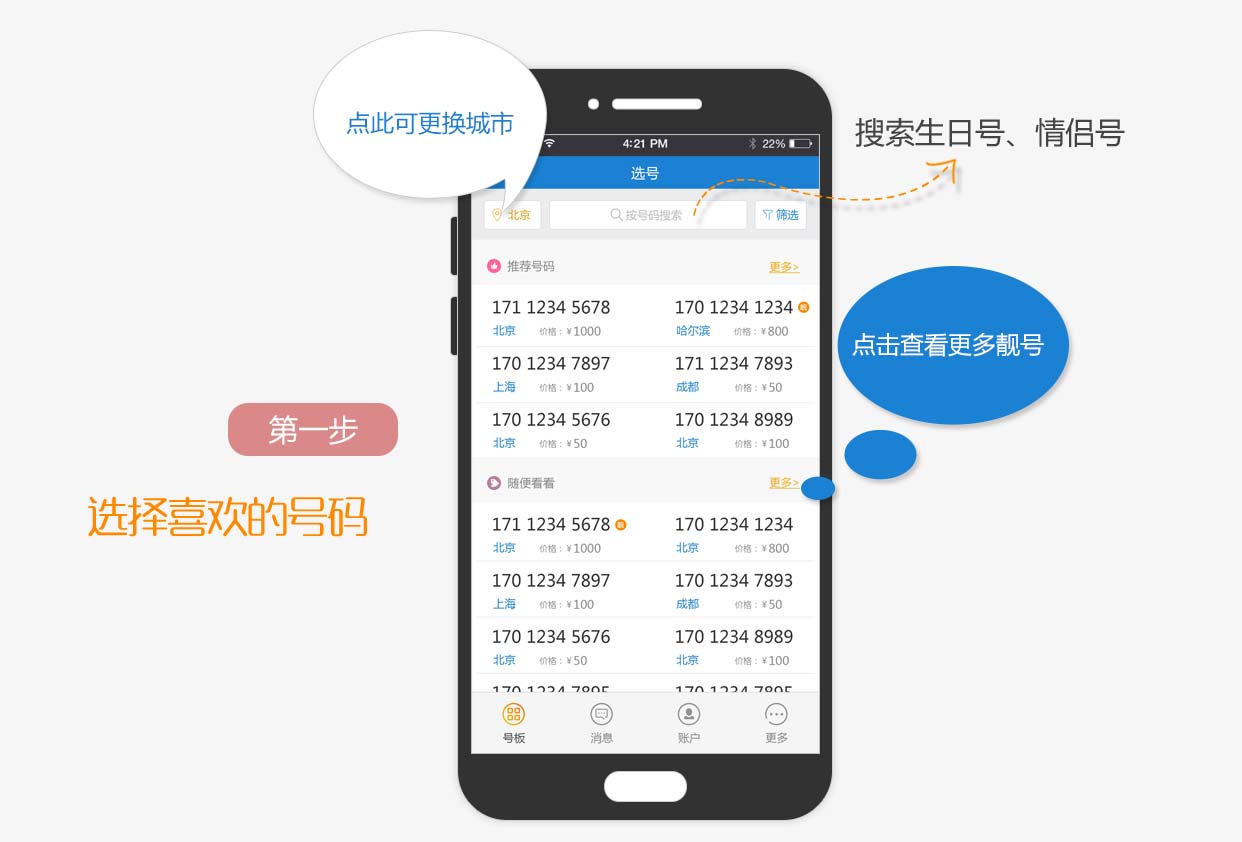 点此可更换城市
4:21 PM
22%
选号
搜索生日号、情侣号
北京
按号码搜索
筛选
推荐号码
更多>
171 1234 5678
170 1234 1234 靓
北京 价格：¥1000
哈尔滨 价格：¥800
170 1234 7897
171 1234 7893
上海 价格：¥100
成都 价格：¥50
170 1234 5676
170 1234 8989
北京 价格：¥50
北京 价格：¥100
点击查看更多靓号
第一步
选择喜欢的号码
随便看看
更多>
171 1234 5678 靓
170 1234 1234
北京 价格：¥1000
北京 价格：¥800
170 1234 7897
170 1234 7893
上海 价格：¥100
成都 价格：¥50
170 1234 5676
170 1234 8989
北京 价格：¥50
北京 价格：¥100
170 1234 7895
170 1234 7895
号板
消息
账户
更多